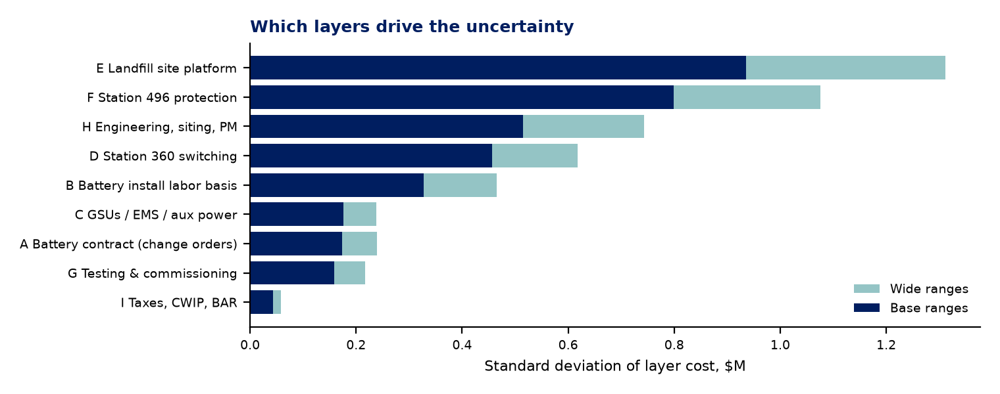 Which layers drive the uncertainty
E Landfill site platform
F Station 496 protection
H Engineering, siting, PM
D Station 360 switching
B Battery install labor basis
C GSUs / EMS / aux power
A Battery contract (change orders)
G Testing & commissioning
I Taxes, CWIP, BAR
Wide ranges
Base ranges
0.0 0.2 0.4 0.6 0.8 1.0 1.2
Standard deviation of layer cost, $M